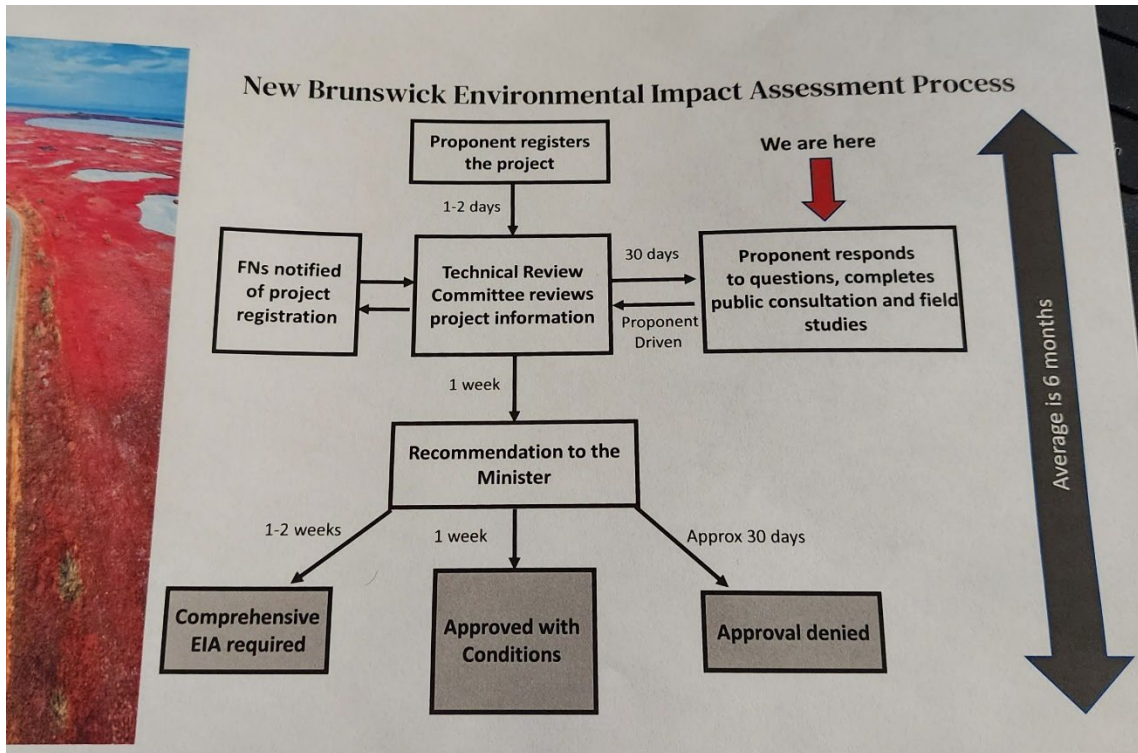 New Brunswick Environmental Impact Assessment Process
Proponent registers
the project
We are here
1-2 days
FNs notified
of project
registration
Technical Review
Committee reviews
project information
30 days
Proponent
Driven
Proponent responds
to questions, completes
public consultation and field
studies
1 week
Recommendation to the
Minister
1-2 weeks
1 week
Approx 30 days
Comprehensive
EIA required
Approved with
Conditions
Approval denied
Average is 6 months